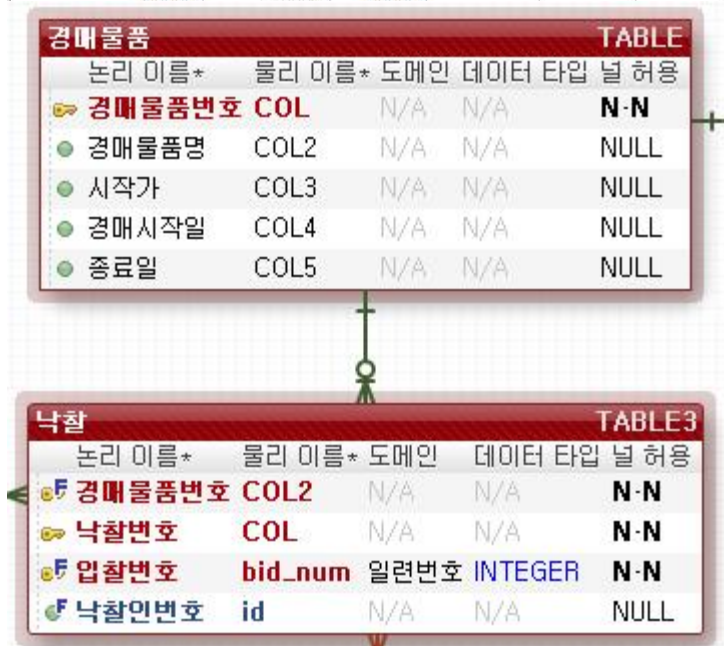 경매물품 TABLE
논리 이름* 물리 이름* 도메인 데이터 타입 널 허용
경매물품번호 COL N/A N/A N-N
경매물품명 COL2 N/A N/A NULL
시작가 COL3 N/A N/A NULL
경매시작일 COL4 N/A N/A NULL
종료일 COL5 N/A N/A NULL
낙찰 TABLE3
논리 이름* 물리 이름* 도메인 데이터 타입 널 허용
F 경매물품번호 COL2 N/A N/A N-N
낙찰번호 COL N/A N/A N-N
F 입찰번호 bid_num 일련번호 INTEGER N-N
F 낙찰인번호 id N/A N/A NULL